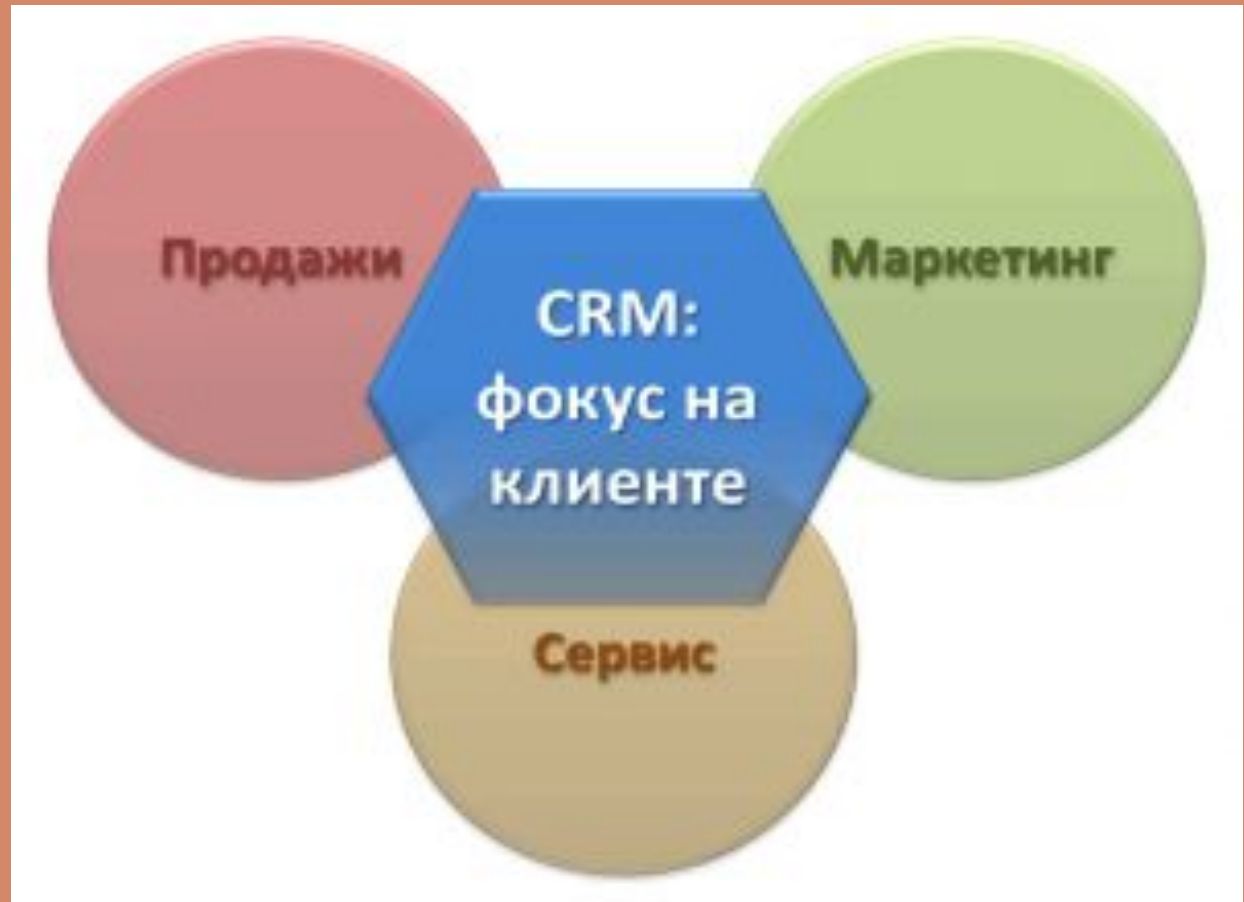 Продажи
Маркетинг
CRM:
фокус на
клиенте
Сервис